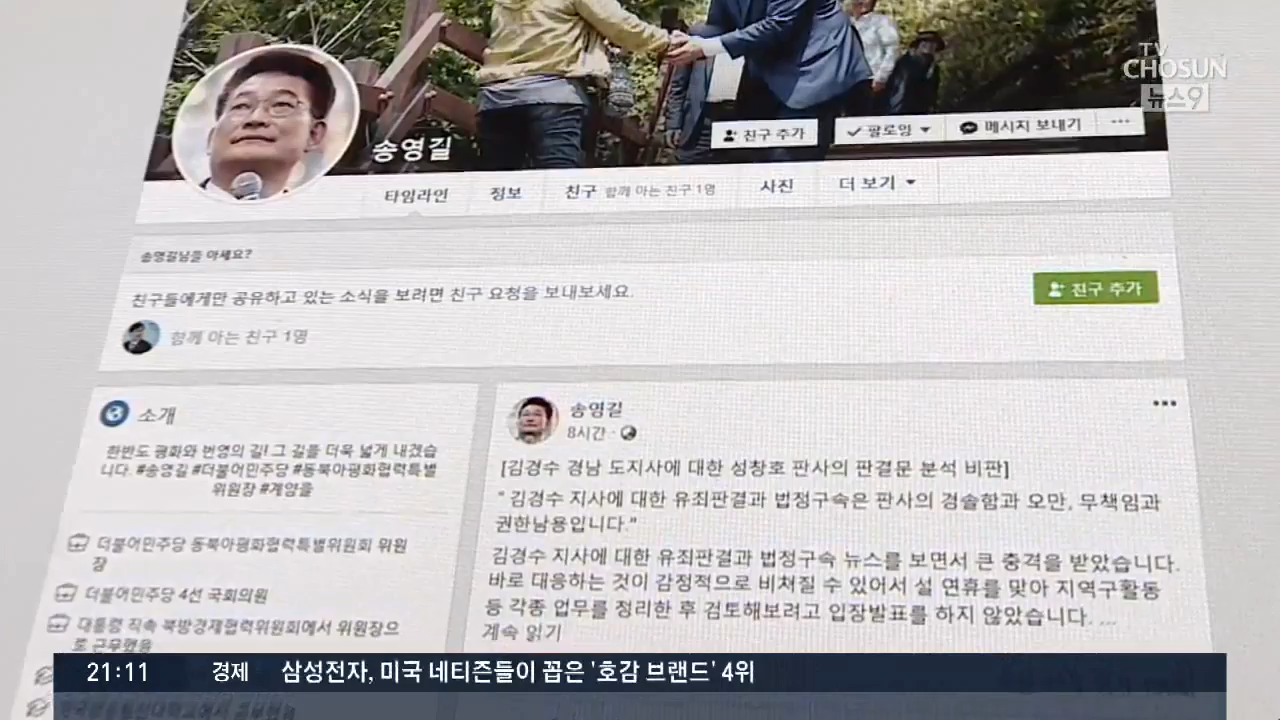 TV
CHOSUN
뉴스9
친구 추가
팔로잉
메시지 보내기
송영길
타임라인
정보
친구 함께 아는 친구 1명
사진
더 보기
송영길님을 아세요?
친구들에게만 공유하고 있는 소식을 보려면 친구 요청을 보내보세요.
친구 추가
함께 아는 친구 1명
소개
한반도 평화와 번영의 길! 그 길을 더욱 넓게 내겠습
니다. #송영길 #더불어민주당 #동북아평화협력특별
위원장 #계양을
더불어민주당 동북아평화협력특별위원회 위원
장
더불어민주당 4선 국회의원
대통령 직속 북방경제협력위원회에서 위원장으
로 근무했음
송영길
8시간
[김경수 경남 도지사에 대한 성창호 판사의 판결문 분석 비판]
" 김경수 지사에 대한 유죄판결과 법정구속은 판사의 경솔함과 오만, 무책임과
권한남용입니다."
김경수 지사에 대한 유죄판결과 법정구속 뉴스를 보면서 큰 충격을 받았습니다.
바로 대응하는 것이 감정적으로 비쳐질 수 있어서 설 연휴를 맞아 지역구활동
등 각종 업무를 정리한 후 검토해보려고 입장발표를 하지 않았습니다. ...
계속 읽기
21:11 경제 삼성전자, 미국 네티즌들이 꼽은 '호감 브랜드' 4위